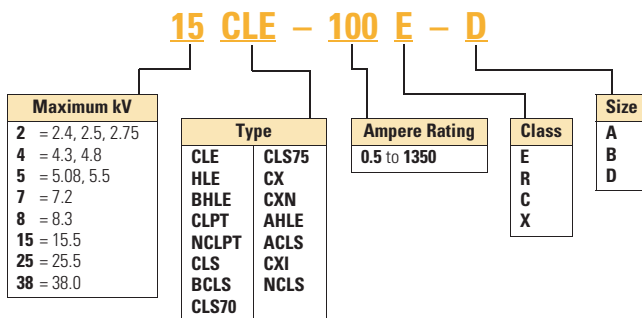 15 CLE – 100 E – D
Maximum kV
2 = 2.4, 2.5, 2.75
4 = 4.3, 4.8
5 = 5.08, 5.5
7 = 7.2
8 = 8.3
15 = 15.5
25 = 25.5
38 = 38.0
Type
CLE
HLE
BHLE
CLPT
NCLPT
CLS
BCLS
CLS70
CLS75
CX
CXN
AHLE
ACLS
CXI
NCLS
Ampere Rating
0.5 to 1350
Class
E
R
C
X
Size
A
B
D